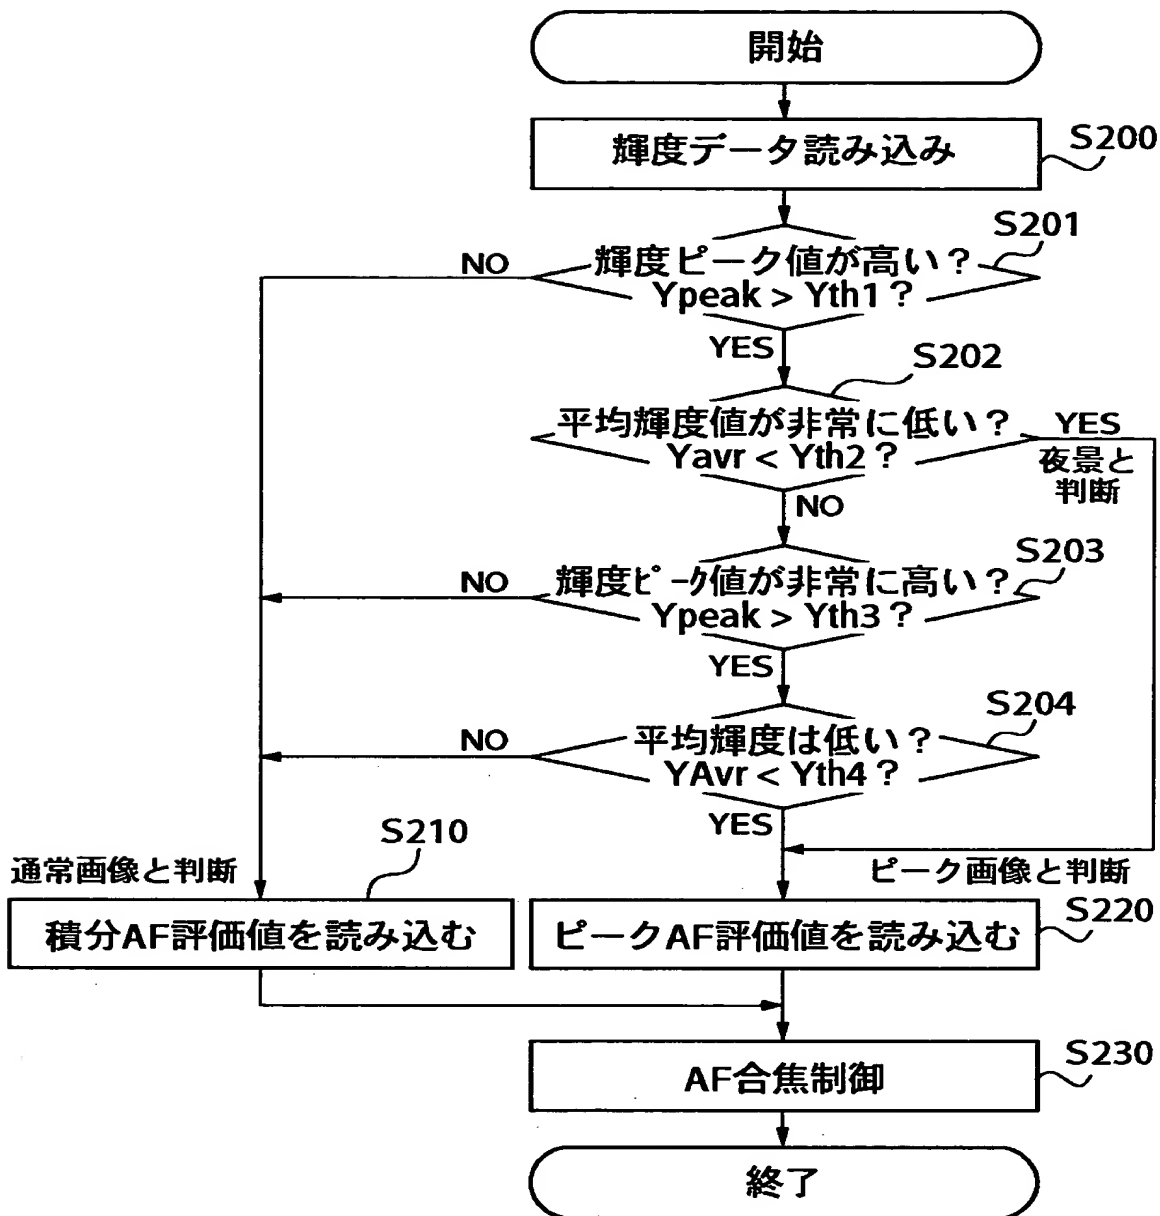 開始
輝度データ読み込み
S200
S201
輝度ピーク値が高い?
Ypeak > Yth1?
NO
YES
S202
平均輝度値が非常に低い?
Yavr < Yth2?
YES
夜景と
判断
NO
S203
輝度ピーク値が非常に高い?
Ypeak > Yth3?
NO
YES
S204
平均輝度は低い?
YAvr < Yth4?
NO
YES
S210
通常画像と判断
ピーク画像と判断
積分AF評価値を読み込む
ピークAF評価値を読み込む
S220
AF合焦制御
S230
終了